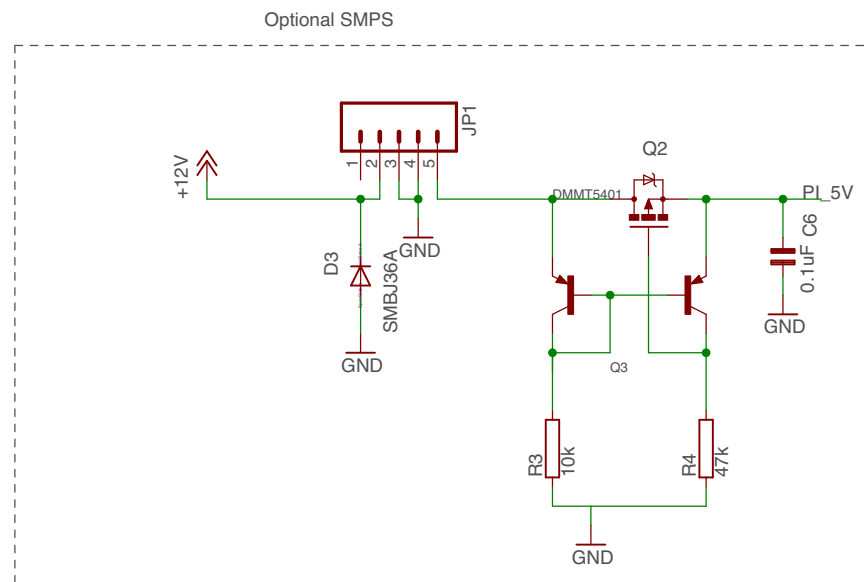 Optional SMPS
JP1
1
2
3
4
5
+12V
Q2
DMMT5401
PI_5V
C6
0.1uF
GND
GND
D3
SMBJ36A
GND
Q3
R3
10k
R4
47k
GND